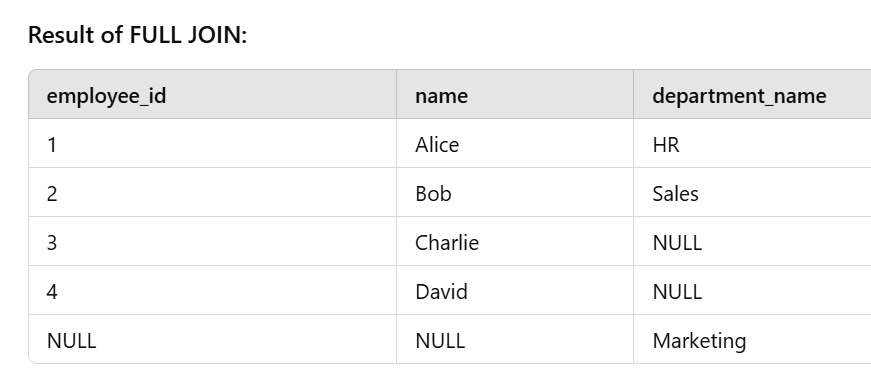 Result of FULL JOIN:
employee_id name department_name
1 Alice HR
2 Bob Sales
3 Charlie NULL
4 David NULL
NULL NULL Marketing